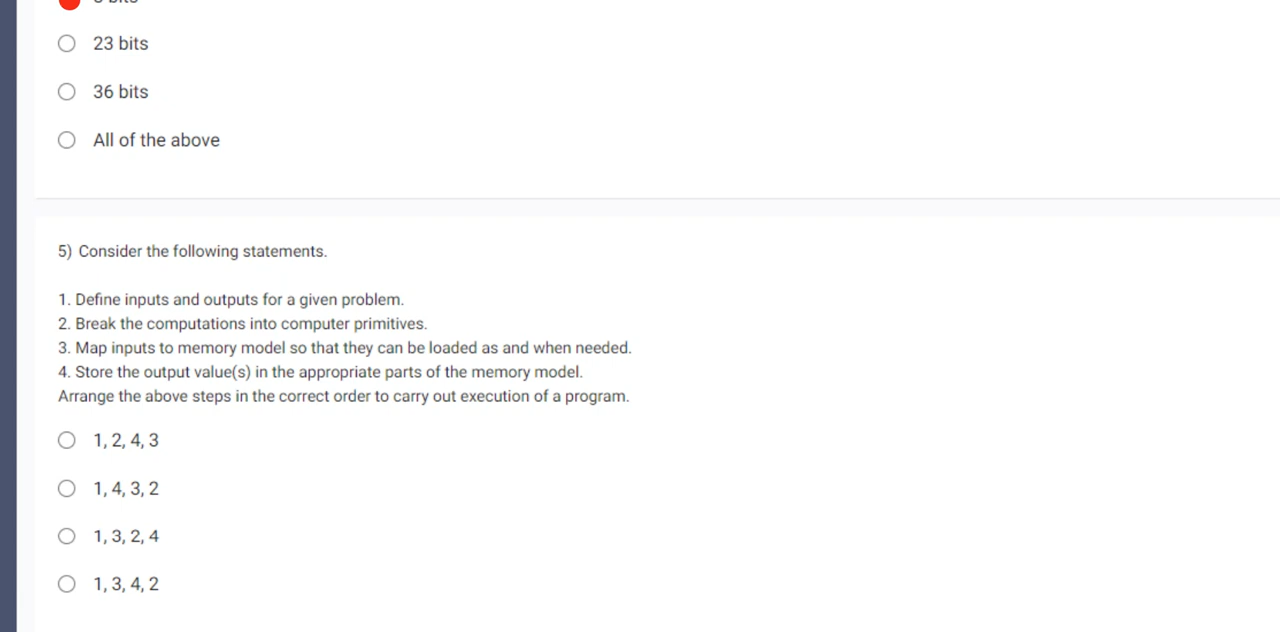 23 bits
36 bits
All of the above
5) Consider the following statements.
1. Define inputs and outputs for a given problem.
2. Break the computations into computer primitives.
3. Map inputs to memory model so that they can be loaded as and when needed.
4. Store the output value(s) in the appropriate parts of the memory model.
Arrange the above steps in the correct order to carry out execution of a program.
1, 2, 4, 3
1, 4, 3, 2
1, 3, 2, 4
1, 3, 4, 2